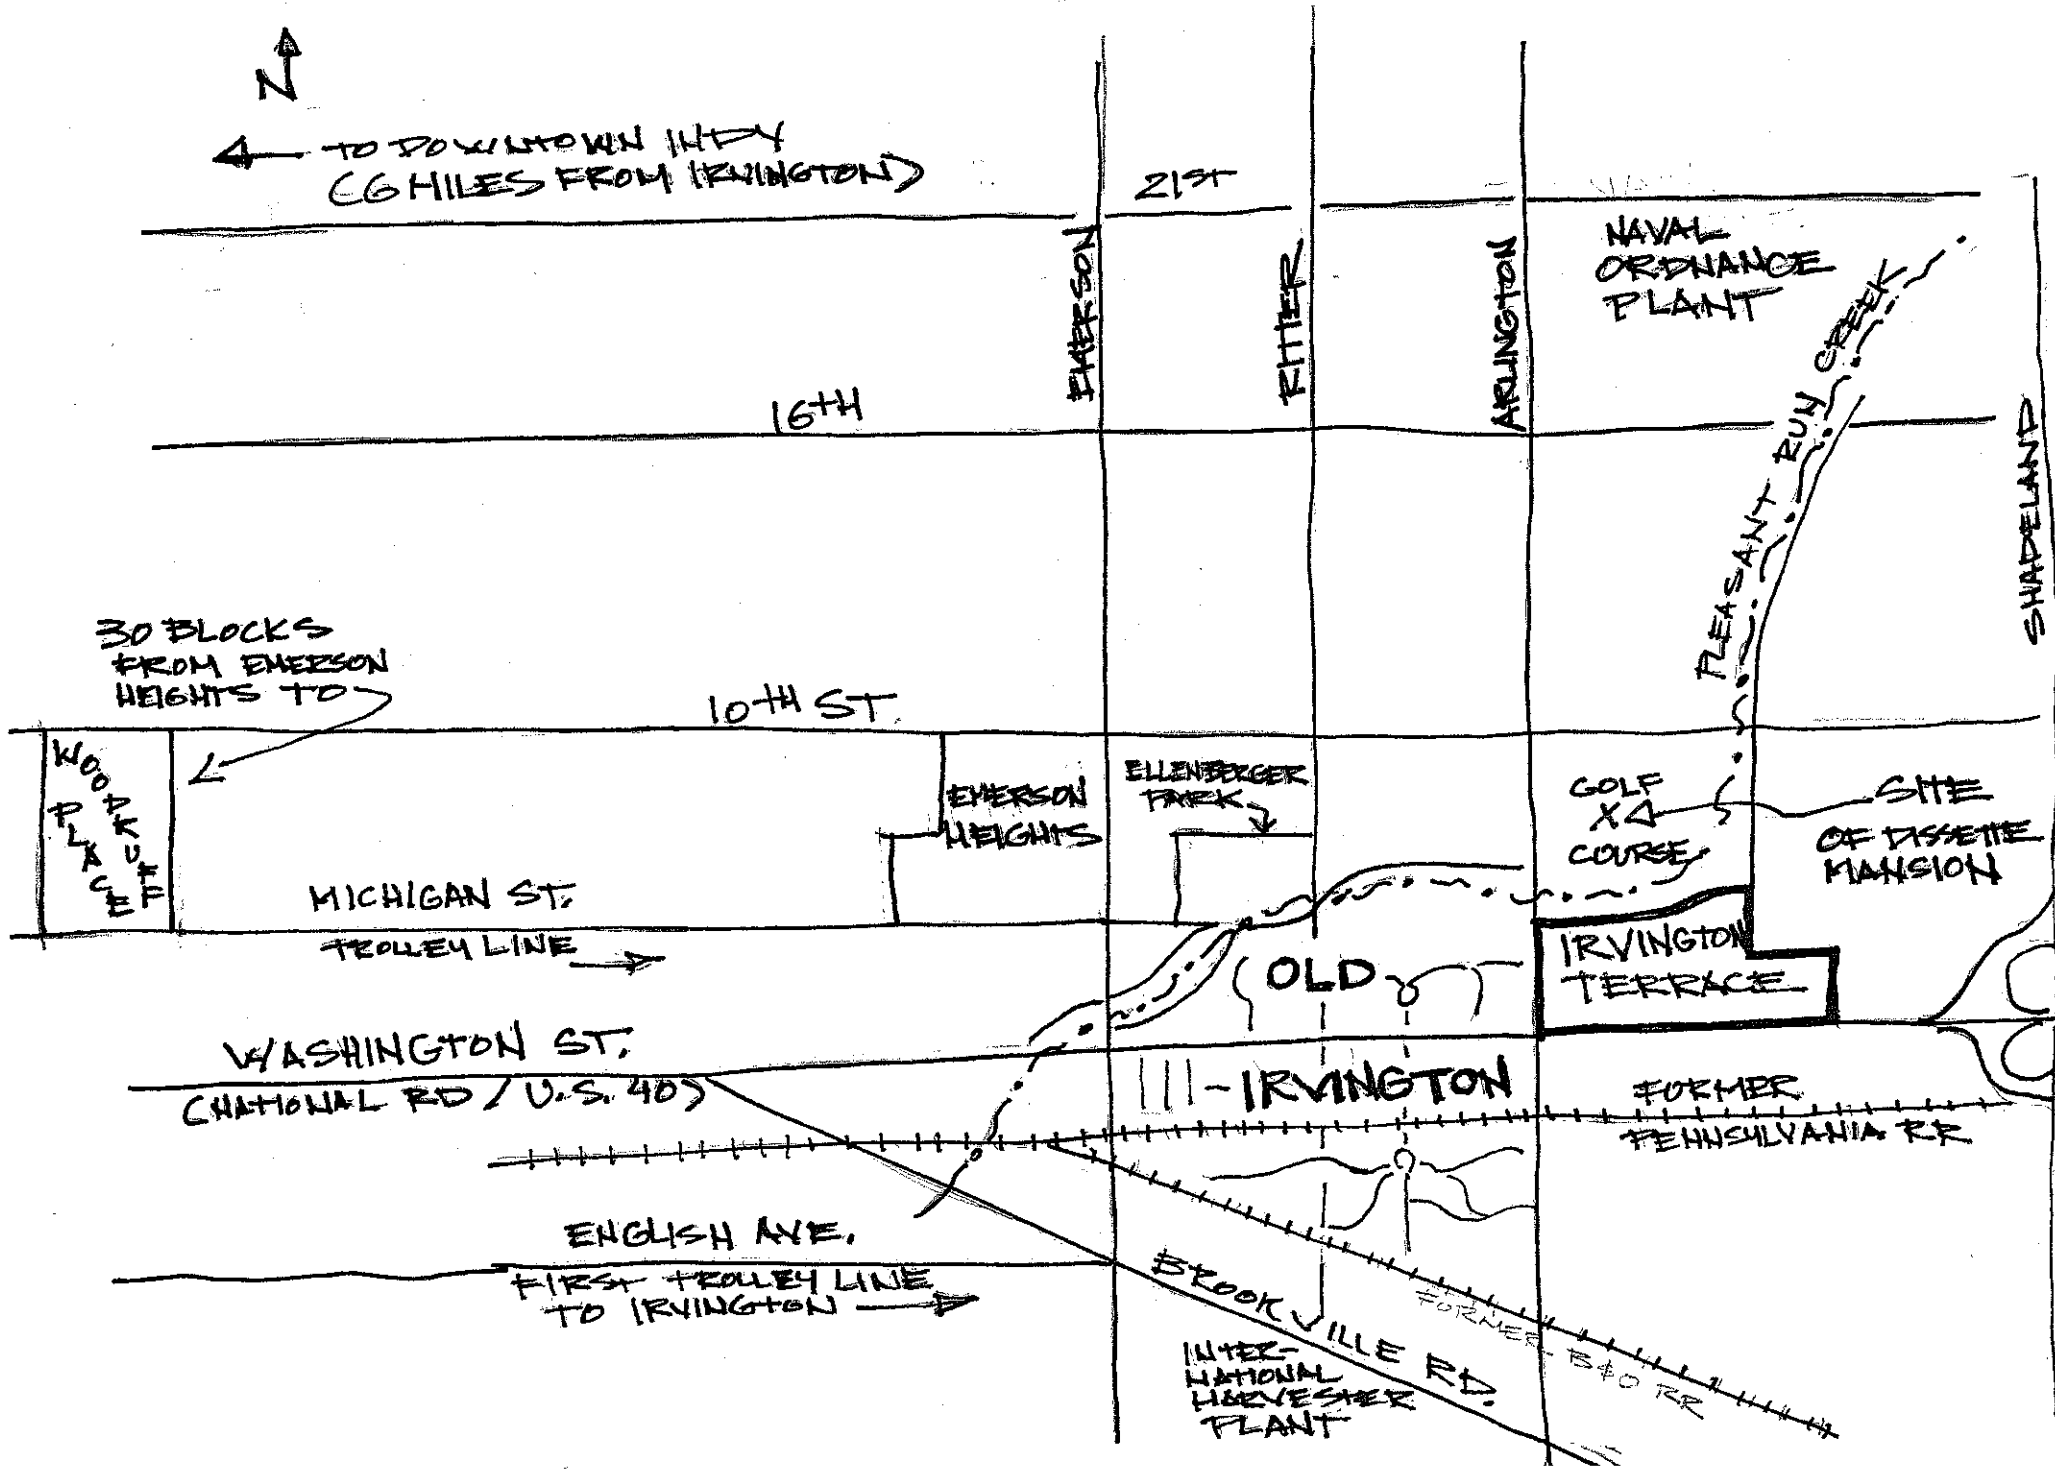 N
← TO DOWNTOWN INDY
(6 MILES FROM IRVINGTON)
21ST
EMERSON
RITTER
ARLINGTON
NAVAL
ORDNANCE
PLANT
PLEASANT RUN CREEK
SHADELAND
16TH
30 BLOCKS
FROM EMERSON
HEIGHTS TO
10TH ST.
WOODRUFF
PLACE
EMERSON
HEIGHTS
ELLENBERGER
PARK
GOLF
X
COURSE
SITE
OF DISSETTE
MANSION
MICHIGAN ST.
TROLLEY LINE →
OLD
IRVINGTON
TERRACE
WASHINGTON ST.
(NATIONAL RD / U.S. 40)
IRVINGTON
FORMER
PENNSYLVANIA RR
ENGLISH AVE.
FIRST TROLLEY LINE
TO IRVINGTON →
BROOKVILLE RD.
FORMER B&O RR
INTER-
NATIONAL
HARVESTER
PLANT